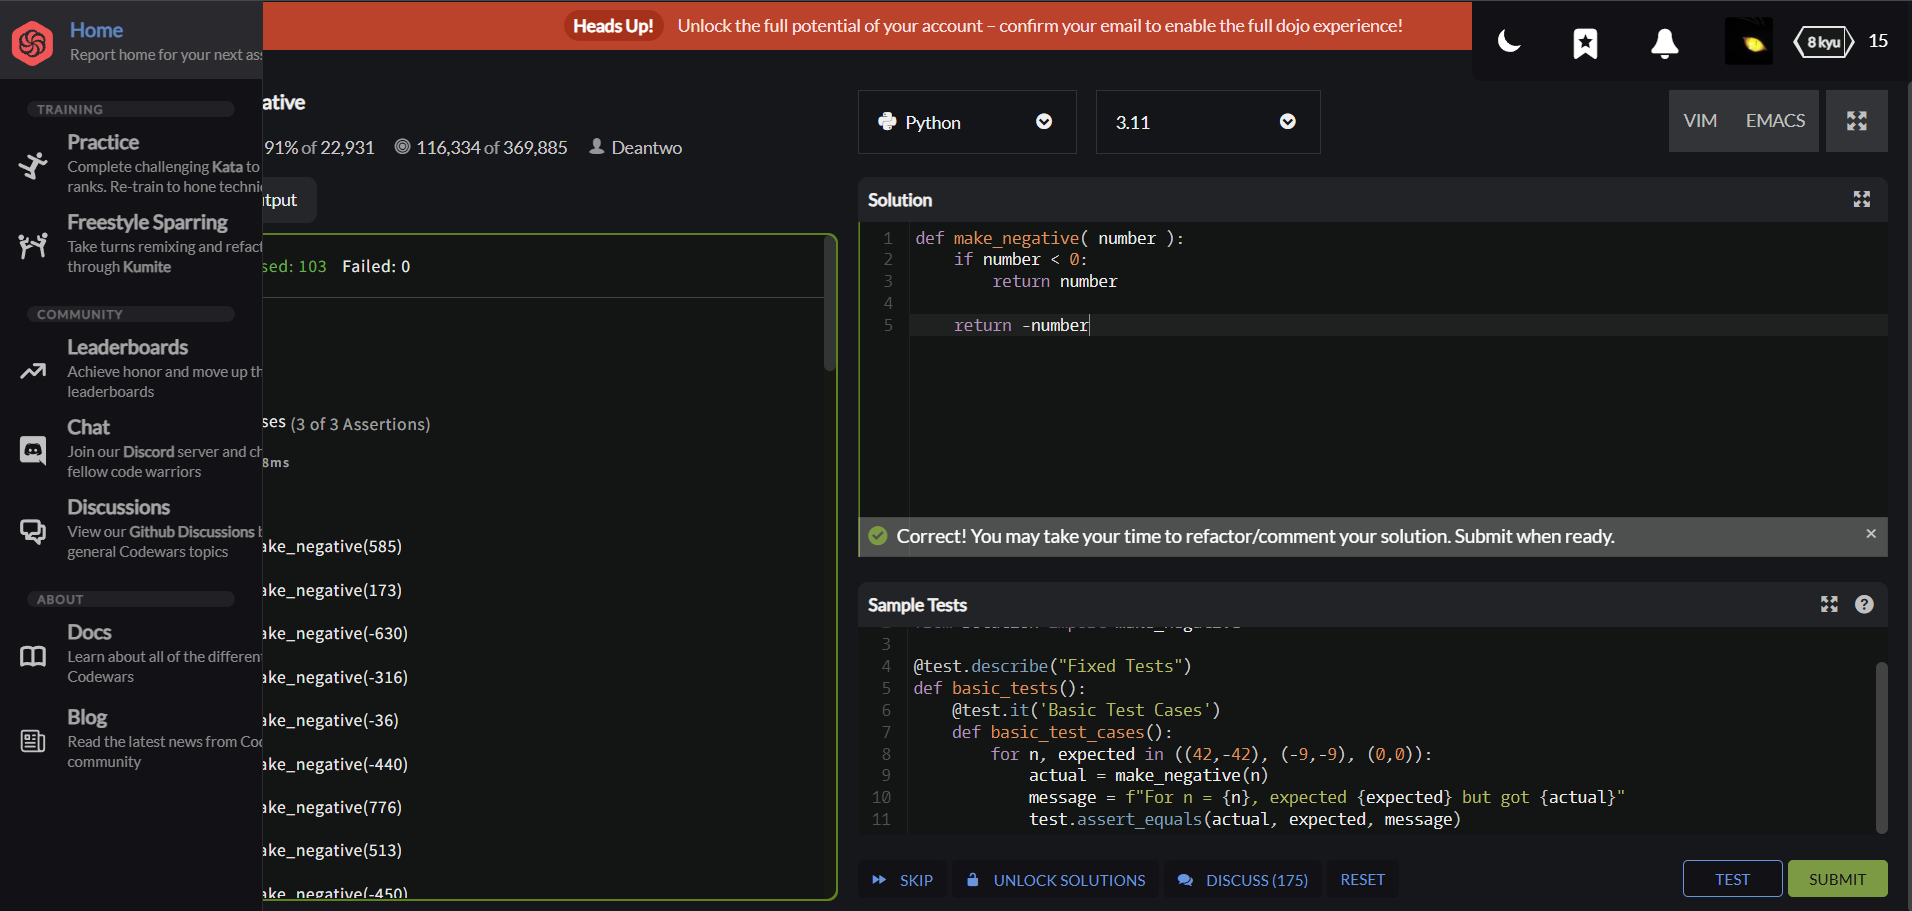 Home
Report home for your next ass
TRAINING
Practice
Complete challenging Kata to
ranks. Re-train to hone techni
Freestyle Sparring
Take turns remixing and refact
through Kumite
COMMUNITY
Leaderboards
Achieve honor and move up th
leaderboards
Chat
Join our Discord server and ch
fellow code warriors
Discussions
View our Github Discussions b
general Codewars topics
ABOUT
Docs
Learn about all of the differen
Codewars
Blog
Read the latest news from Coo
community
Heads Up! Unlock the full potential of your account – confirm your email to enable the full dojo experience!
8 kyu 15
ative
91% of 22,931 116,334 of 369,885 Deantwo
tput
sed: 103 Failed: 0
ses (3 of 3 Assertions)
8ms
ake_negative(585)
ake_negative(173)
ake_negative(-630)
ake_negative(-316)
ake_negative(-36)
ake_negative(-440)
ake_negative(776)
ake_negative(513)
ake_negative(-450)
Python 3.11 VIM EMACS
Solution
1 def make_negative( number ):
2 if number < 0:
3 return number
4
5 return -number
Correct! You may take your time to refactor/comment your solution. Submit when ready. ×
Sample Tests ?
3
4 @test.describe("Fixed Tests")
5 def basic_tests():
6 @test.it('Basic Test Cases')
7 def basic_test_cases():
8 for n, expected in ((42,-42), (-9,-9), (0,0)):
9 actual = make_negative(n)
10 message = f"For n = {n}, expected {expected} but got {actual}"
11 test.assert_equals(actual, expected, message)
SKIP UNLOCK SOLUTIONS DISCUSS (175) RESET TEST SUBMIT